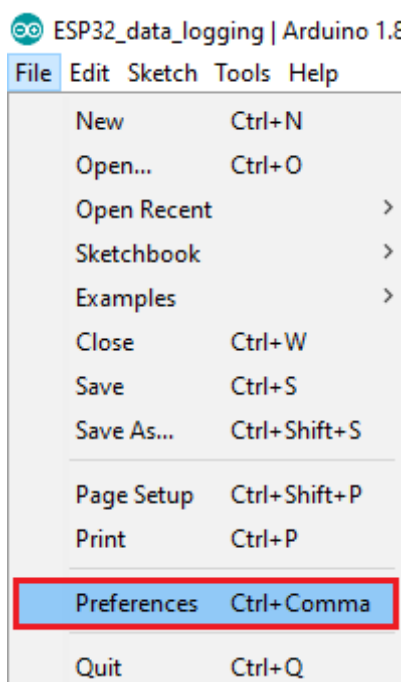 ESP32_data_logging | Arduino 1.8
File Edit Sketch Tools Help
New Ctrl+N
Open... Ctrl+O
Open Recent
Sketchbook
Examples
Close Ctrl+W
Save Ctrl+S
Save As... Ctrl+Shift+S
Page Setup Ctrl+Shift+P
Print Ctrl+P
Preferences Ctrl+Comma
Quit Ctrl+Q